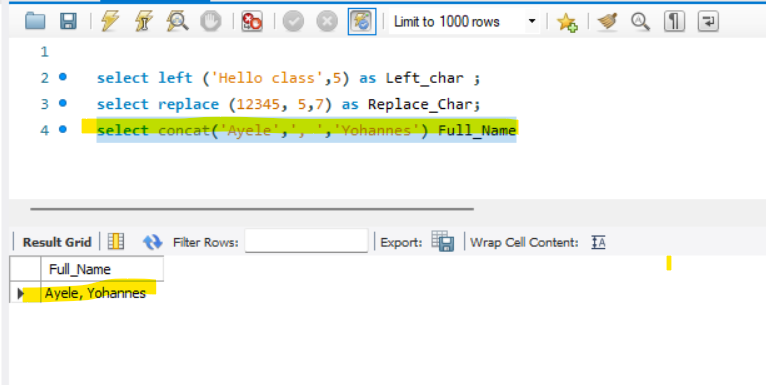 Limit to 1000 rows
1
2 select left ('Hello class',5) as Left_char ;
3 select replace (12345, 5,7) as Replace_Char;
4 select concat('Ayele',', ','Yohannes') Full_Name
Result Grid Filter Rows: Export: Wrap Cell Content: IA
Full_Name
Ayele, Yohannes